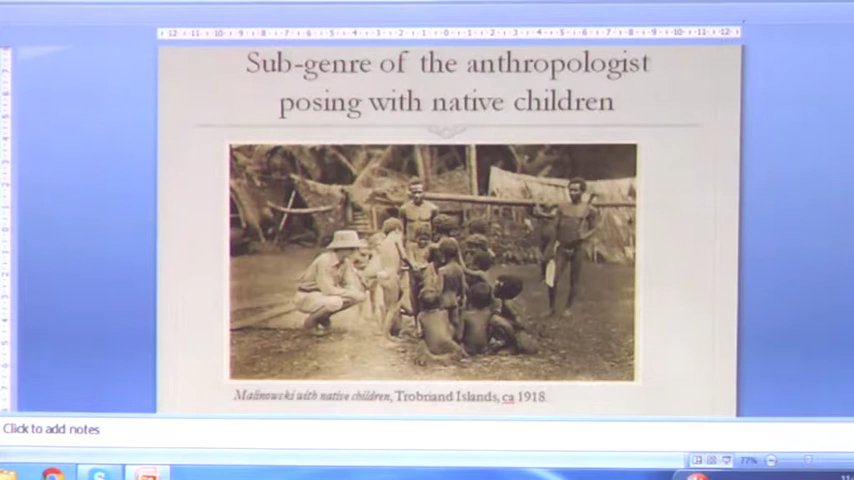 Sub-genre of the anthropologist
posing with native children
Malinowski with native children, Trobriand Islands, ca 1918.
Click to add notes
77%